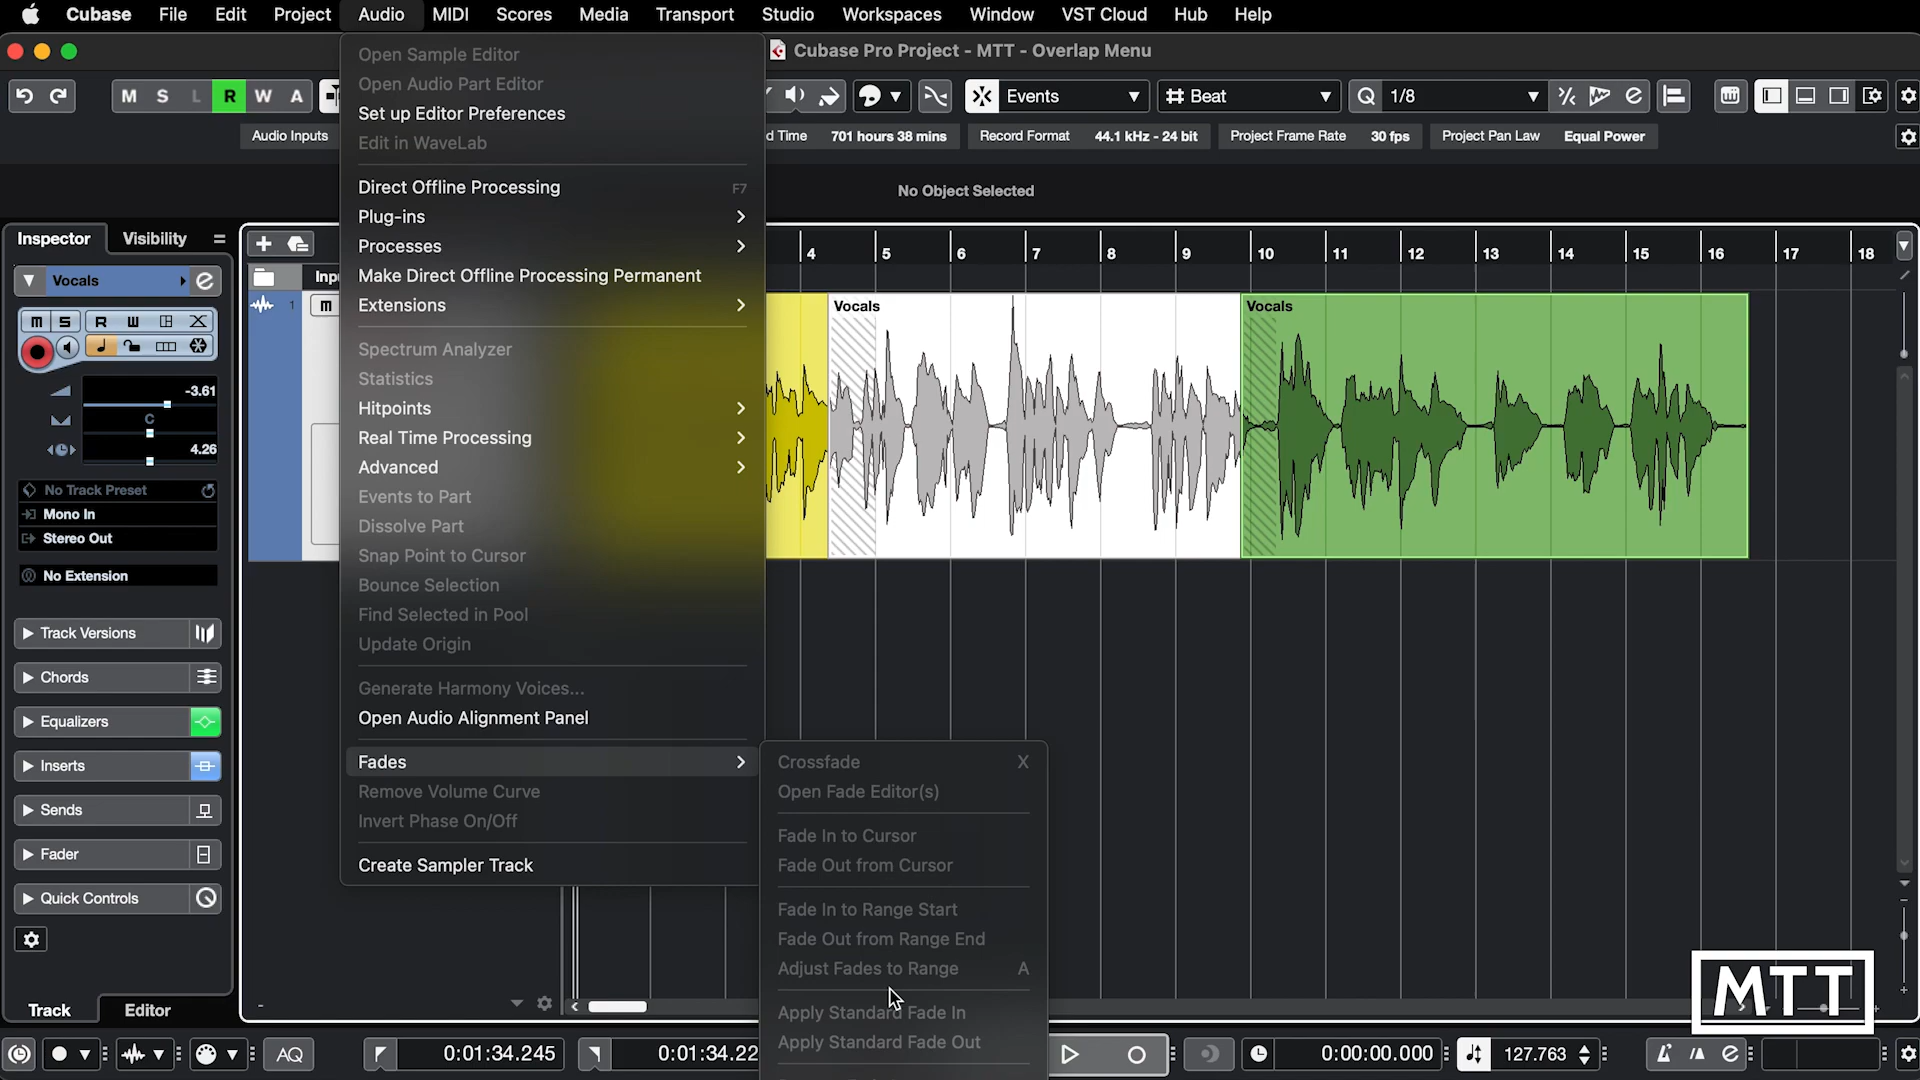 Cubase File Edit Project Audio MIDI Scores Media Transport Studio Workspaces Window VST Cloud Hub Help
Cubase Pro Project - MTT - Overlap Menu
M S L R W A
Events
Beat
1/8
Audio Inputs
d Time 701 hours 38 mins
Record Format 44.1 kHz - 24 bit
Project Frame Rate 30 fps
Project Pan Law Equal Power
No Object Selected
Open Sample Editor
Open Audio Part Editor
Set up Editor Preferences
Edit in WaveLab
Direct Offline Processing F7
Plug-ins
Processes
Make Direct Offline Processing Permanent
Extensions
Spectrum Analyzer
Statistics
Hitpoints
Real Time Processing
Advanced
Events to Part
Dissolve Part
Snap Point to Cursor
Bounce Selection
Find Selected in Pool
Update Origin
Generate Harmony Voices...
Open Audio Alignment Panel
Fades
Remove Volume Curve
Invert Phase On/Off
Create Sampler Track
Crossfade X
Open Fade Editor(s)
Fade In to Cursor
Fade Out from Cursor
Fade In to Range Start
Fade Out from Range End
Adjust Fades to Range A
Apply Standard Fade In
Apply Standard Fade Out
Inspector Visibility
Vocals
m S R W
-3.61
C
4.26
No Track Preset
Mono In
Stereo Out
No Extension
Track Versions
Chords
Equalizers
Inserts
Sends
Fader
Quick Controls
Track Editor
Inp
1 m
4 5 6 7 8 9 10 11 12 13 14 15 16 17 18
Vocals
Vocals
MTT
AQ
0:01:34.245
0:01:34.22
0:00:00.000
127.763